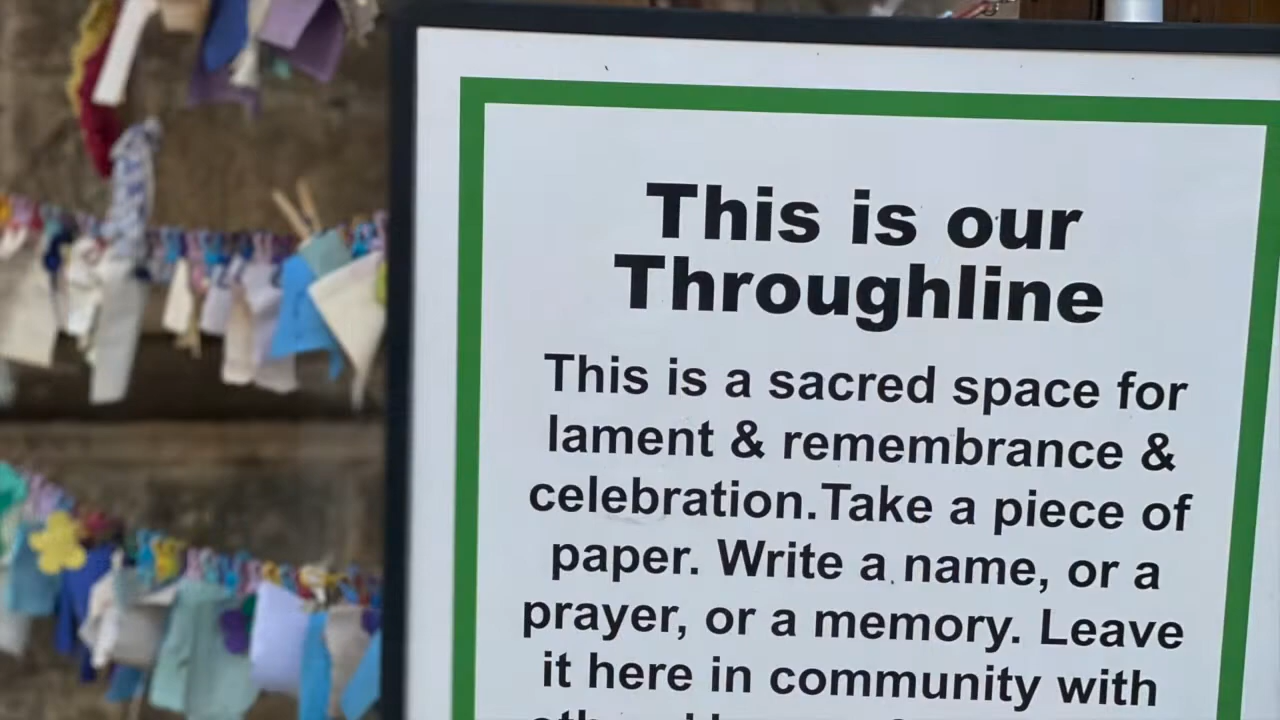 This is our
Throughline
This is a sacred space for
lament & remembrance &
celebration.Take a piece of
paper. Write a name, or a
prayer, or a memory. Leave
it here in community with